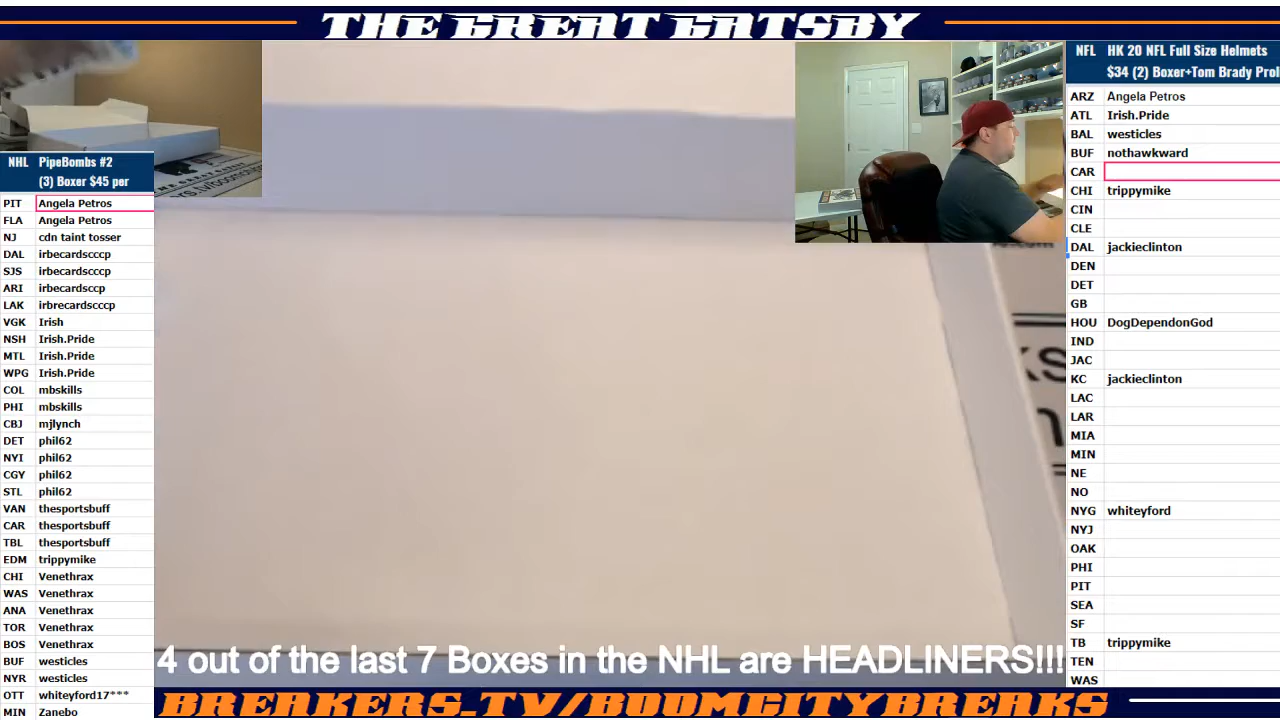 THE GREAT GATSBY
NHL PipeBombs #2
(3) Boxer $45 per
PIT Angela Petros
FLA Angela Petros
NJ cdn taint tosser
DAL irbecardscccp
SJS irbecardscccp
ARI irbecardsccp
LAK irbrecardscccp
VGK Irish
NSH Irish.Pride
MTL Irish.Pride
WPG Irish.Pride
COL mbskills
PHI mbskills
CBJ mjlynch
DET phil62
NYI phil62
CGY phil62
STL phil62
VAN thesportsbuff
CAR thesportsbuff
TBL thesportsbuff
EDM trippymike
CHI Venethrax
WAS Venethrax
ANA Venethrax
TOR Venethrax
BOS Venethrax
BUF westicles
NYR westicles
OTT whiteyford17***
MIN Zanebo
NFL HK 20 NFL Full Size Helmets
$34 (2) Boxer+Tom Brady Prol
ARZ Angela Petros
ATL Irish.Pride
BAL westicles
BUF nothawkward
CAR
CHI trippymike
CIN
CLE
DAL jackieclinton
DEN
DET
GB
HOU DogDependonGod
IND
JAC
KC jackieclinton
LAC
LAR
MIA
MIN
NE
NO
NYG whiteyford
NYJ
OAK
PHI
PIT
SEA
SF
TB trippymike
TEN
WAS
4 out of the last 7 Boxes in the NHL are HEADLINERS!!!
BREAKERS.TV/BOOMCITYBREAKS